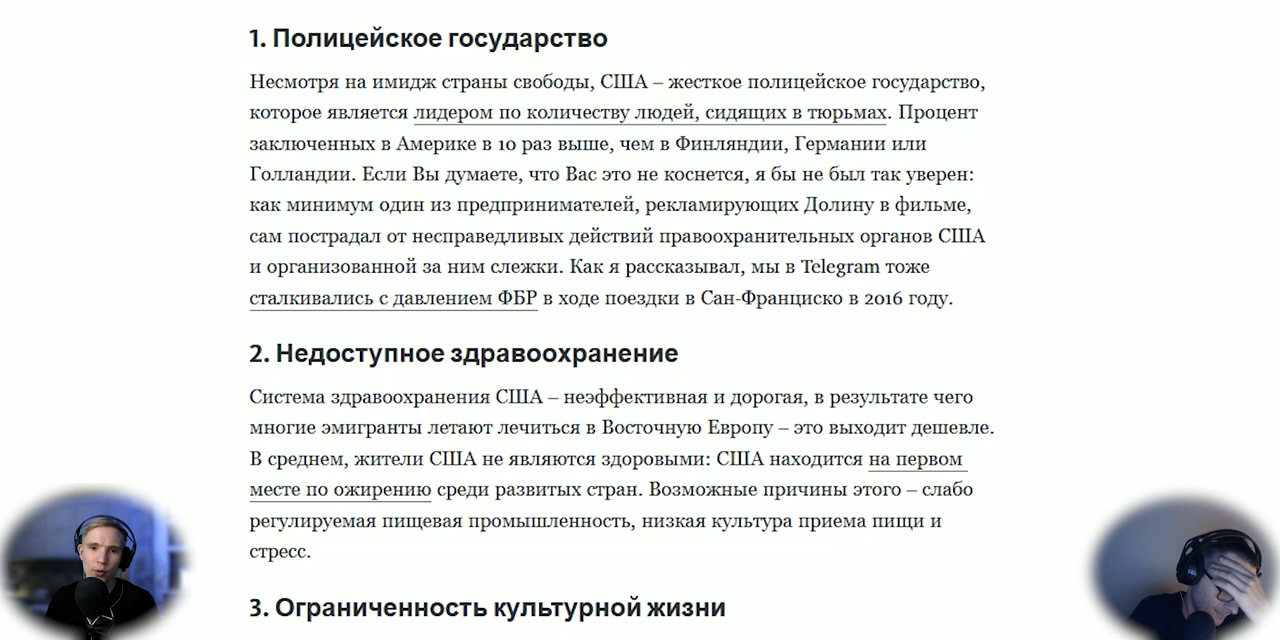 1. Полицейское государство
Несмотря на имидж страны свободы, США – жесткое полицейское государство,
которое является лидером по количеству людей, сидящих в тюрьмах. Процент
заключенных в Америке в 10 раз выше, чем в Финляндии, Германии или
Голландии. Если Вы думаете, что Вас это не коснется, я бы не был так уверен:
как минимум один из предпринимателей, рекламирующих Долину в фильме,
сам пострадал от несправедливых действий правоохранительных органов США
и организованной за ним слежки. Как я рассказывал, мы в Telegram тоже
сталкивались с давлением ФБР в ходе поездки в Сан-Франциско в 2016 году.
2. Недоступное здравоохранение
Система здравоохранения США – неэффективная и дорогая, в результате чего
многие эмигранты летают лечиться в Восточную Европу – это выходит дешевле.
В среднем, жители США не являются здоровыми: США находится на первом
месте по ожирению среди развитых стран. Возможные причины этого – слабо
регулируемая пищевая промышленность, низкая культура приема пищи и
стресс.
3. Ограниченность культурной жизни